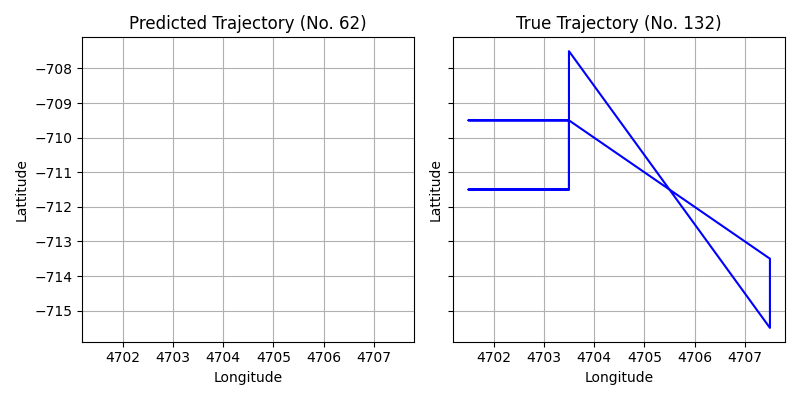 Predicted Trajectory (No. 62)
True Trajectory (No. 132)
Lattitude
−708
−709
−710
−711
−712
−713
−714
−715
4702 4703 4704 4705 4706 4707
Longitude
Lattitude
4702 4703 4704 4705 4706 4707
Longitude